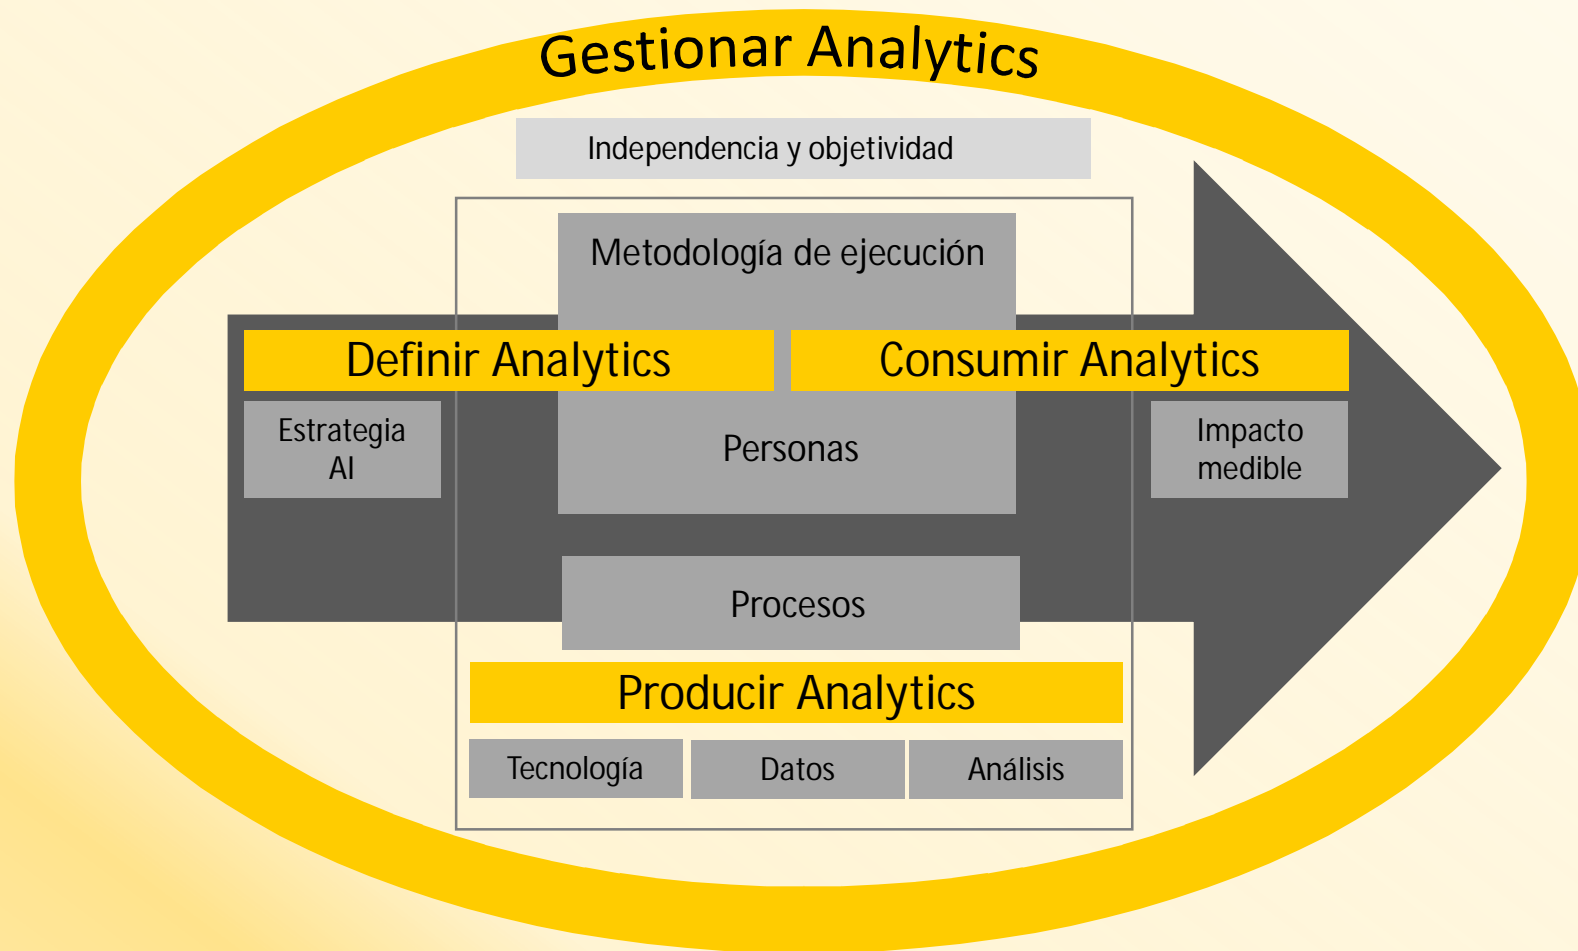 Gestionar Analytics
Independencia y objetividad
Metodología de ejecución
Definir Analytics
Consumir Analytics
Estrategia
AI
Personas
Impacto
medible
Procesos
Producir Analytics
Tecnología
Datos
Análisis